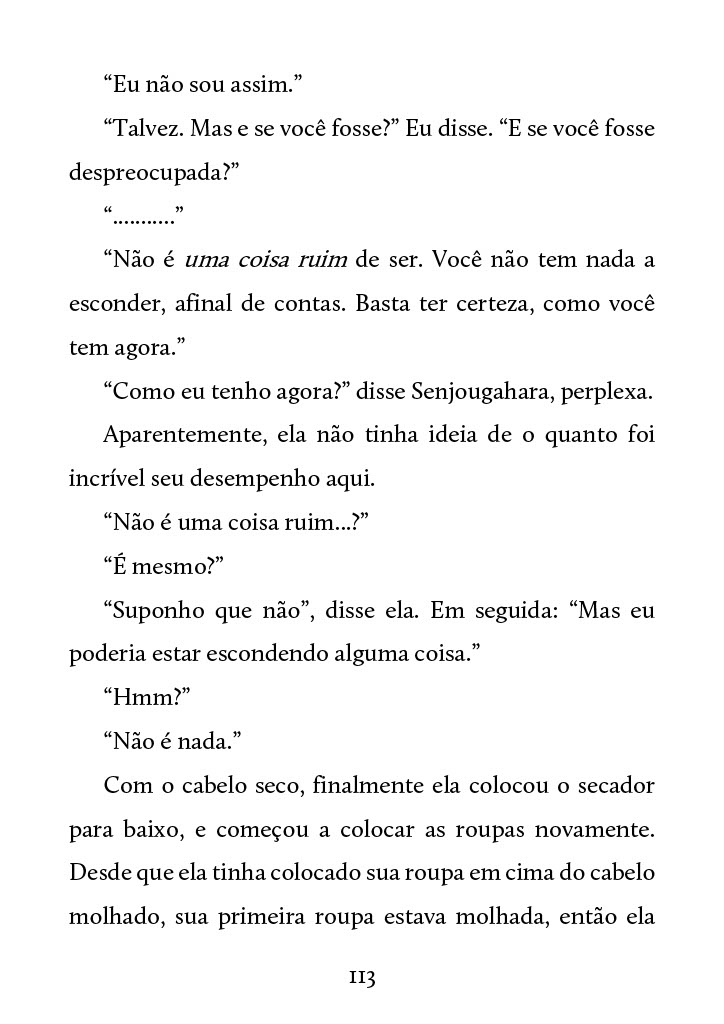 “Eu não sou assim.”
“Talvez. Mas e se você fosse?” Eu disse. “E se você fosse
despreocupada?”
“...........”
“Não é uma coisa ruim de ser. Você não tem nada a
esconder, afinal de contas. Basta ter certeza, como você
tem agora.”
“Como eu tenho agora?” disse Senjougahara, perplexa.
Aparentemente, ela não tinha ideia de o quanto foi
incrível seu desempenho aqui.
“Não é uma coisa ruim...?”
“É mesmo?”
“Suponho que não”, disse ela. Em seguida: “Mas eu
poderia estar escondendo alguma coisa.”
“Hmm?”
“Não é nada.”
Com o cabelo seco, finalmente ela colocou o secador
para baixo, e começou a colocar as roupas novamente.
Desde que ela tinha colocado sua roupa em cima do cabelo
molhado, sua primeira roupa estava molhada, então ela
113